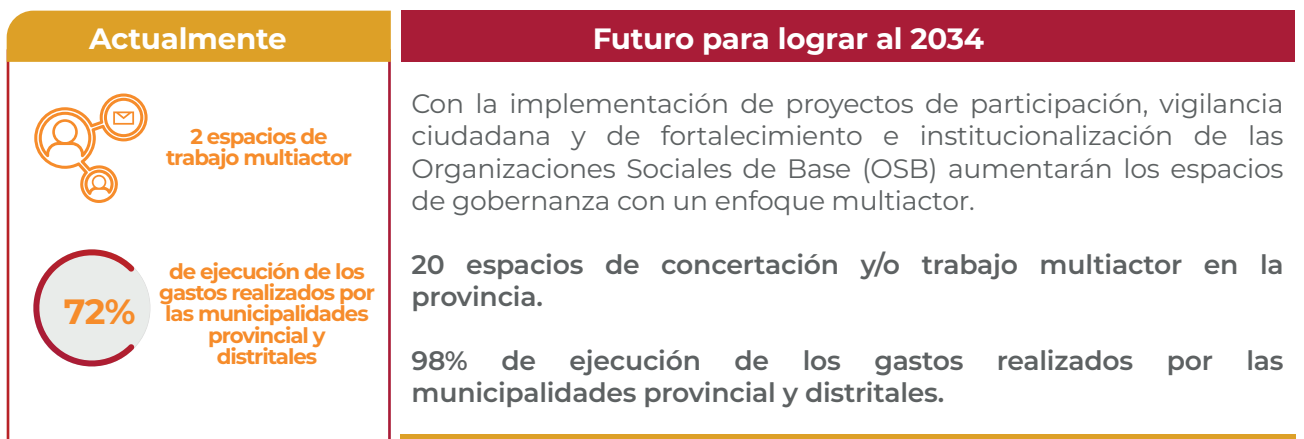 Actualmente
2 espacios de
trabajo multiactor
72%
de ejecución de los
gastos realizados por
las municipalidades
provincial y
distritales
Futuro para lograr al 2034
Con la implementación de proyectos de participación, vigilancia
ciudadana y de fortalecimiento e institucionalización de las
Organizaciones Sociales de Base (OSB) aumentarán los espacios
de gobernanza con un enfoque multiactor.
20 espacios de concertación y/o trabajo multiactor en la
provincia.
98% de ejecución de los gastos realizados por las
municipalidades provincial y distritales.